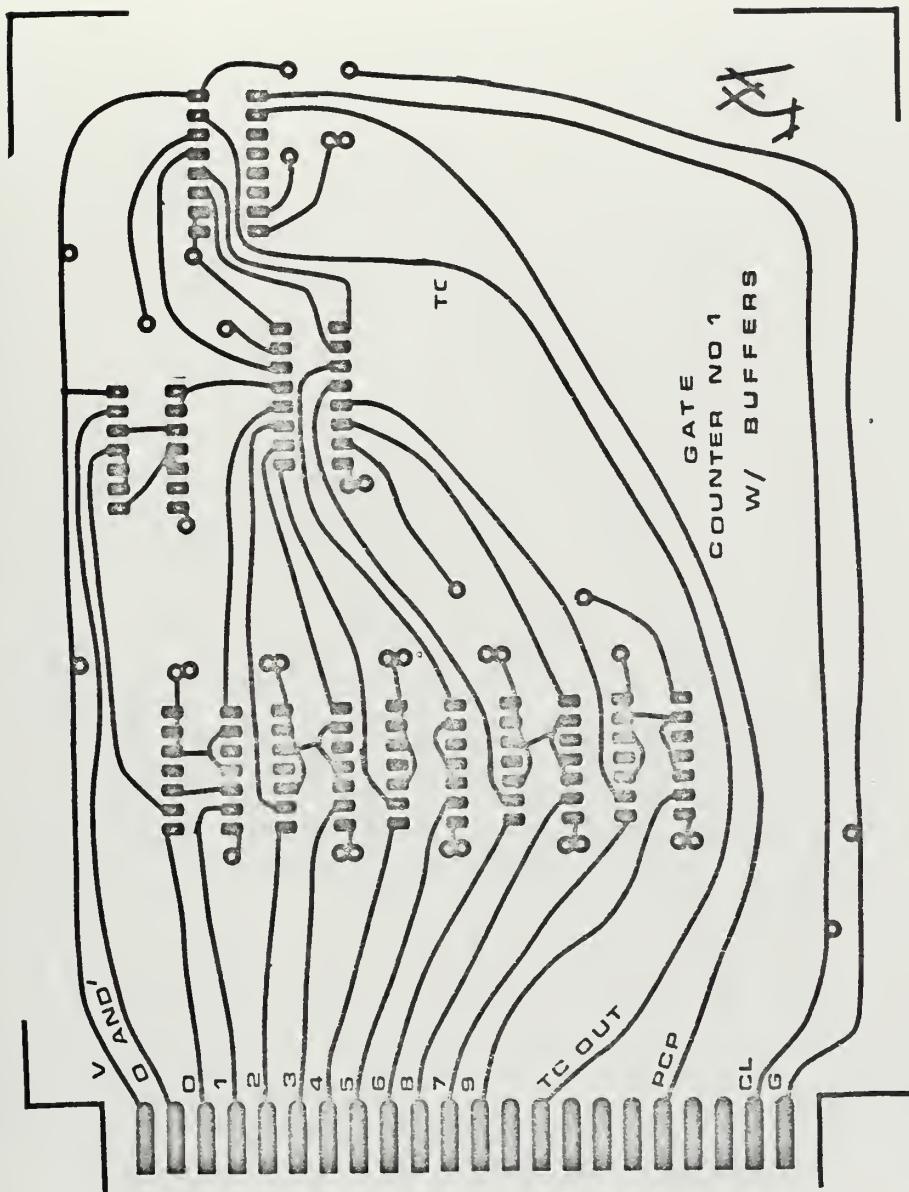 TC
GATE
COUNTER NO 1
W/ BUFFERS
V
0 AND'
0
1
2
3
4
5
6
8
7
9
TC OUT
PCP
CL
G